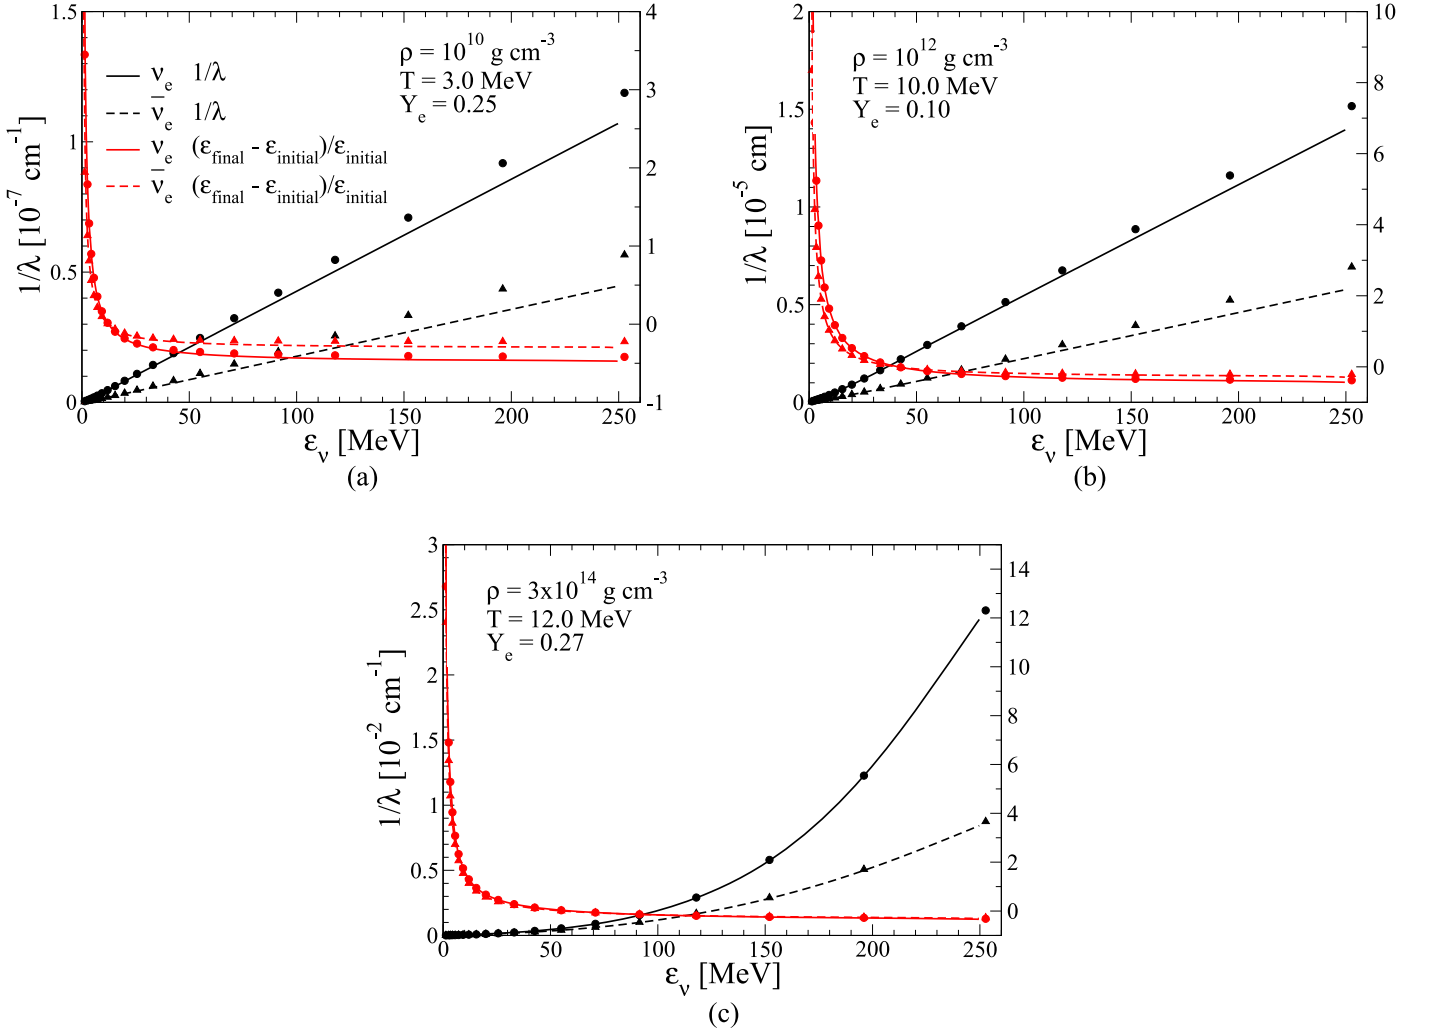 1.5
1
0.5
0
4
3
2
1
0
-1
ρ = 10^10 g cm^-3
T = 3.0 MeV
Y_e = 0.25
ν_e 1/λ
ν̅_e 1/λ
ν_e (ε_final - ε_initial)/ε_initial
ν̅_e (ε_final - ε_initial)/ε_initial
1/λ [10^-7 cm^-1]
0 50 100 150 200 250
ε_ν [MeV]
(a)
2
1.5
1
0.5
0
10
8
6
4
2
0
ρ = 10^12 g cm^-3
T = 10.0 MeV
Y_e = 0.10
1/λ [10^-5 cm]
0 50 100 150 200 250
ε_ν [MeV]
(b)
3
2.5
2
1.5
1
0.5
0
14
12
10
8
6
4
2
0
ρ = 3x10^14 g cm^-3
T = 12.0 MeV
Y_e = 0.27
1/λ [10^-2 cm^-1]
0 50 100 150 200 250
ε_ν [MeV]
(c)